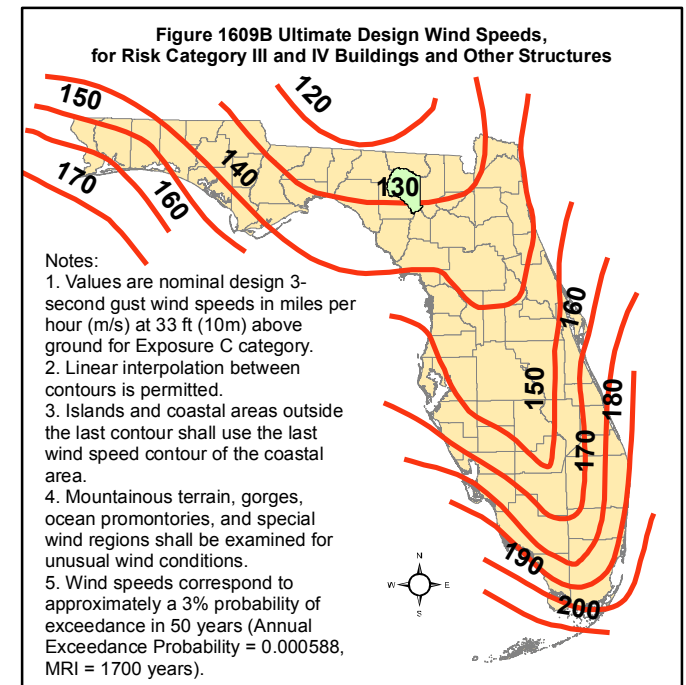 Figure 1609B Ultimate Design Wind Speeds,
for Risk Category III and IV Buildings and Other Structures
120
150
140
130
170
160
Notes:
1. Values are nominal design 3-
second gust wind speeds in miles per
hour (m/s) at 33 ft (10m) above
ground for Exposure C category.
2. Linear interpolation between
contours is permitted.
3. Islands and coastal areas outside
the last contour shall use the last
wind speed contour of the coastal
area.
4. Mountainous terrain, gorges,
ocean promontories, and special
wind regions shall be examined for
unusual wind conditions.
5. Wind speeds correspond to
approximately a 3% probability of
exceedance in 50 years (Annual
Exceedance Probability = 0.000588,
MRI = 1700 years).
160
150
180
170
190
200
N
W
E
S